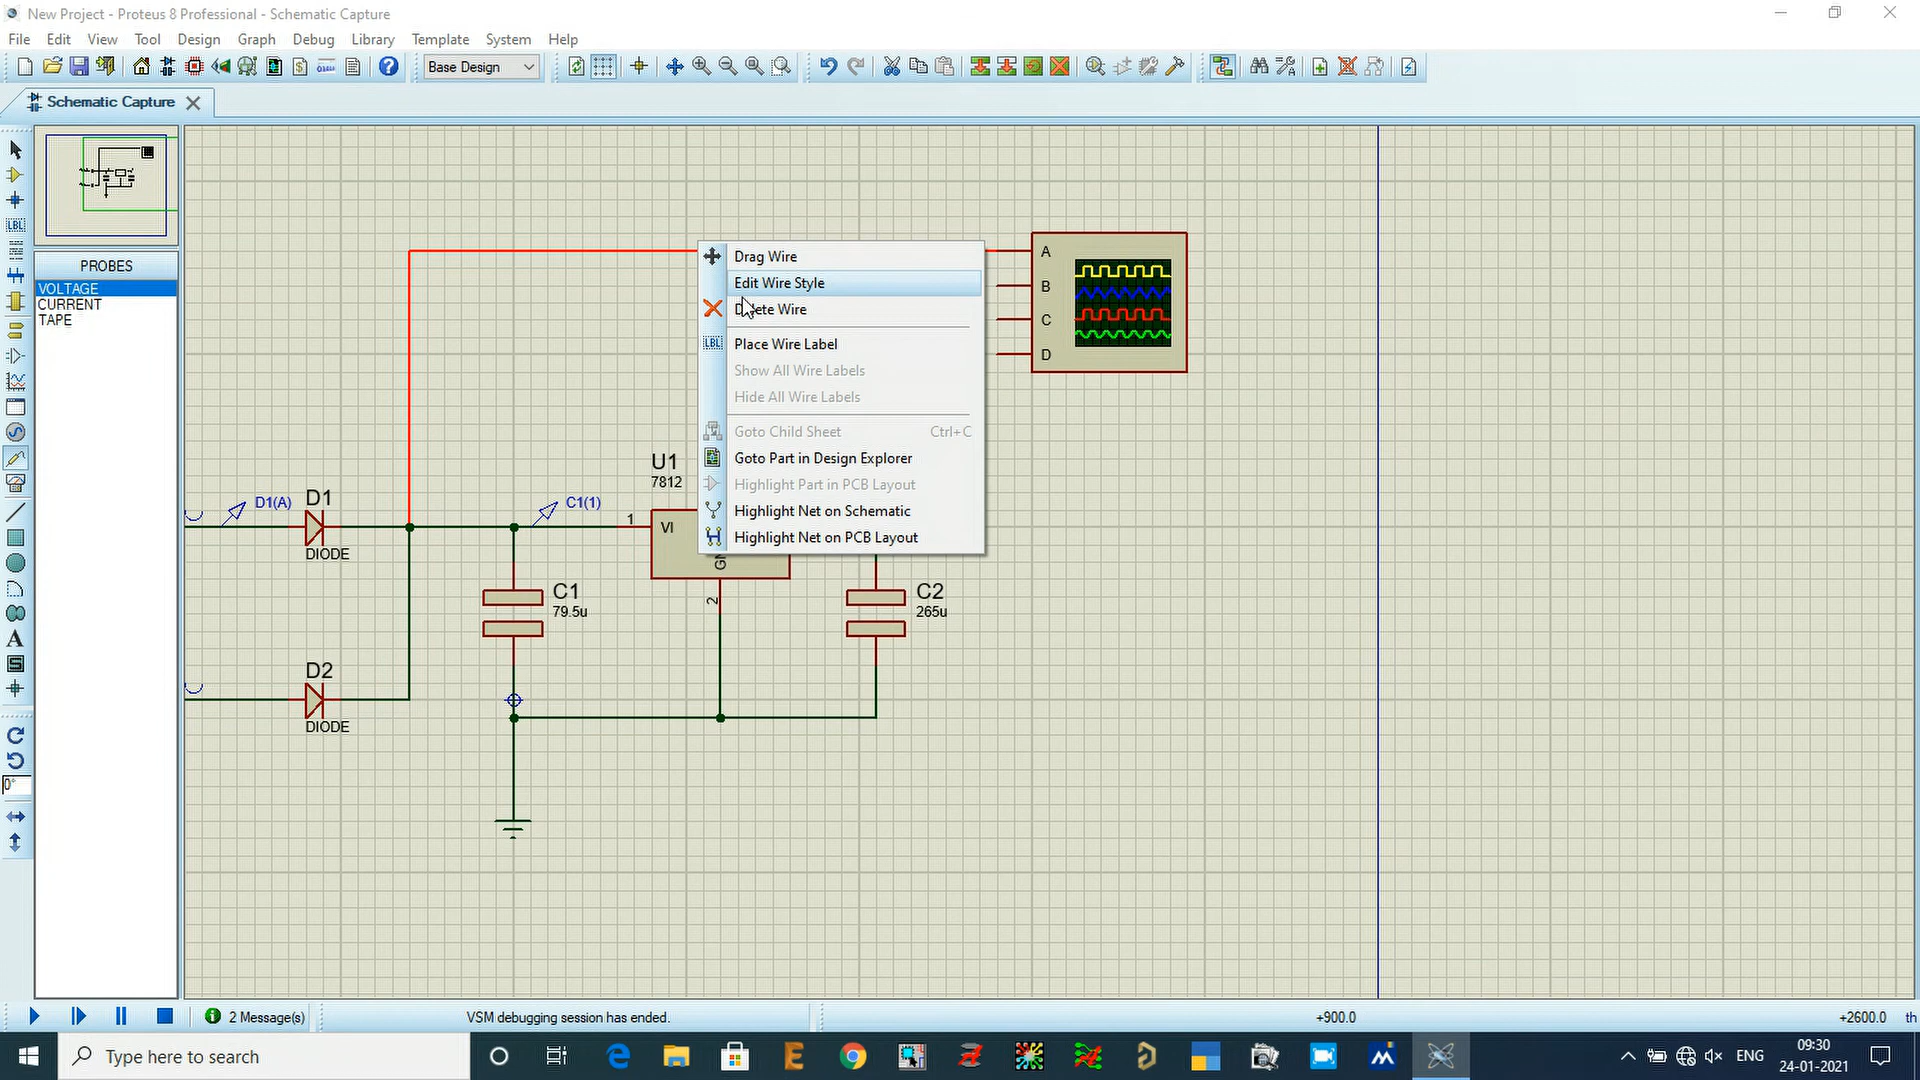 New Project - Proteus 8 Professional - Schematic Capture
File Edit View Tool Design Graph Debug Library Template System Help
Base Design
Schematic Capture
PROBES
VOLTAGE
CURRENT
TAPE
LBL
A
S
0°
Drag Wire
Edit Wire Style
Delete Wire
LBL Place Wire Label
Show All Wire Labels
Hide All Wire Labels
Goto Child Sheet Ctrl+C
Goto Part in Design Explorer
Highlight Part in PCB Layout
Highlight Net on Schematic
Highlight Net on PCB Layout
A
B
C
D
U1
7812
D1(A)
D1
DIODE
C1(1)
1
VI
2
C1
79.5u
C2
265u
D2
DIODE
2 Message(s)
VSM debugging session has ended.
+900.0
+2600.0 th
Type here to search
ENG
09:30
24-01-2021